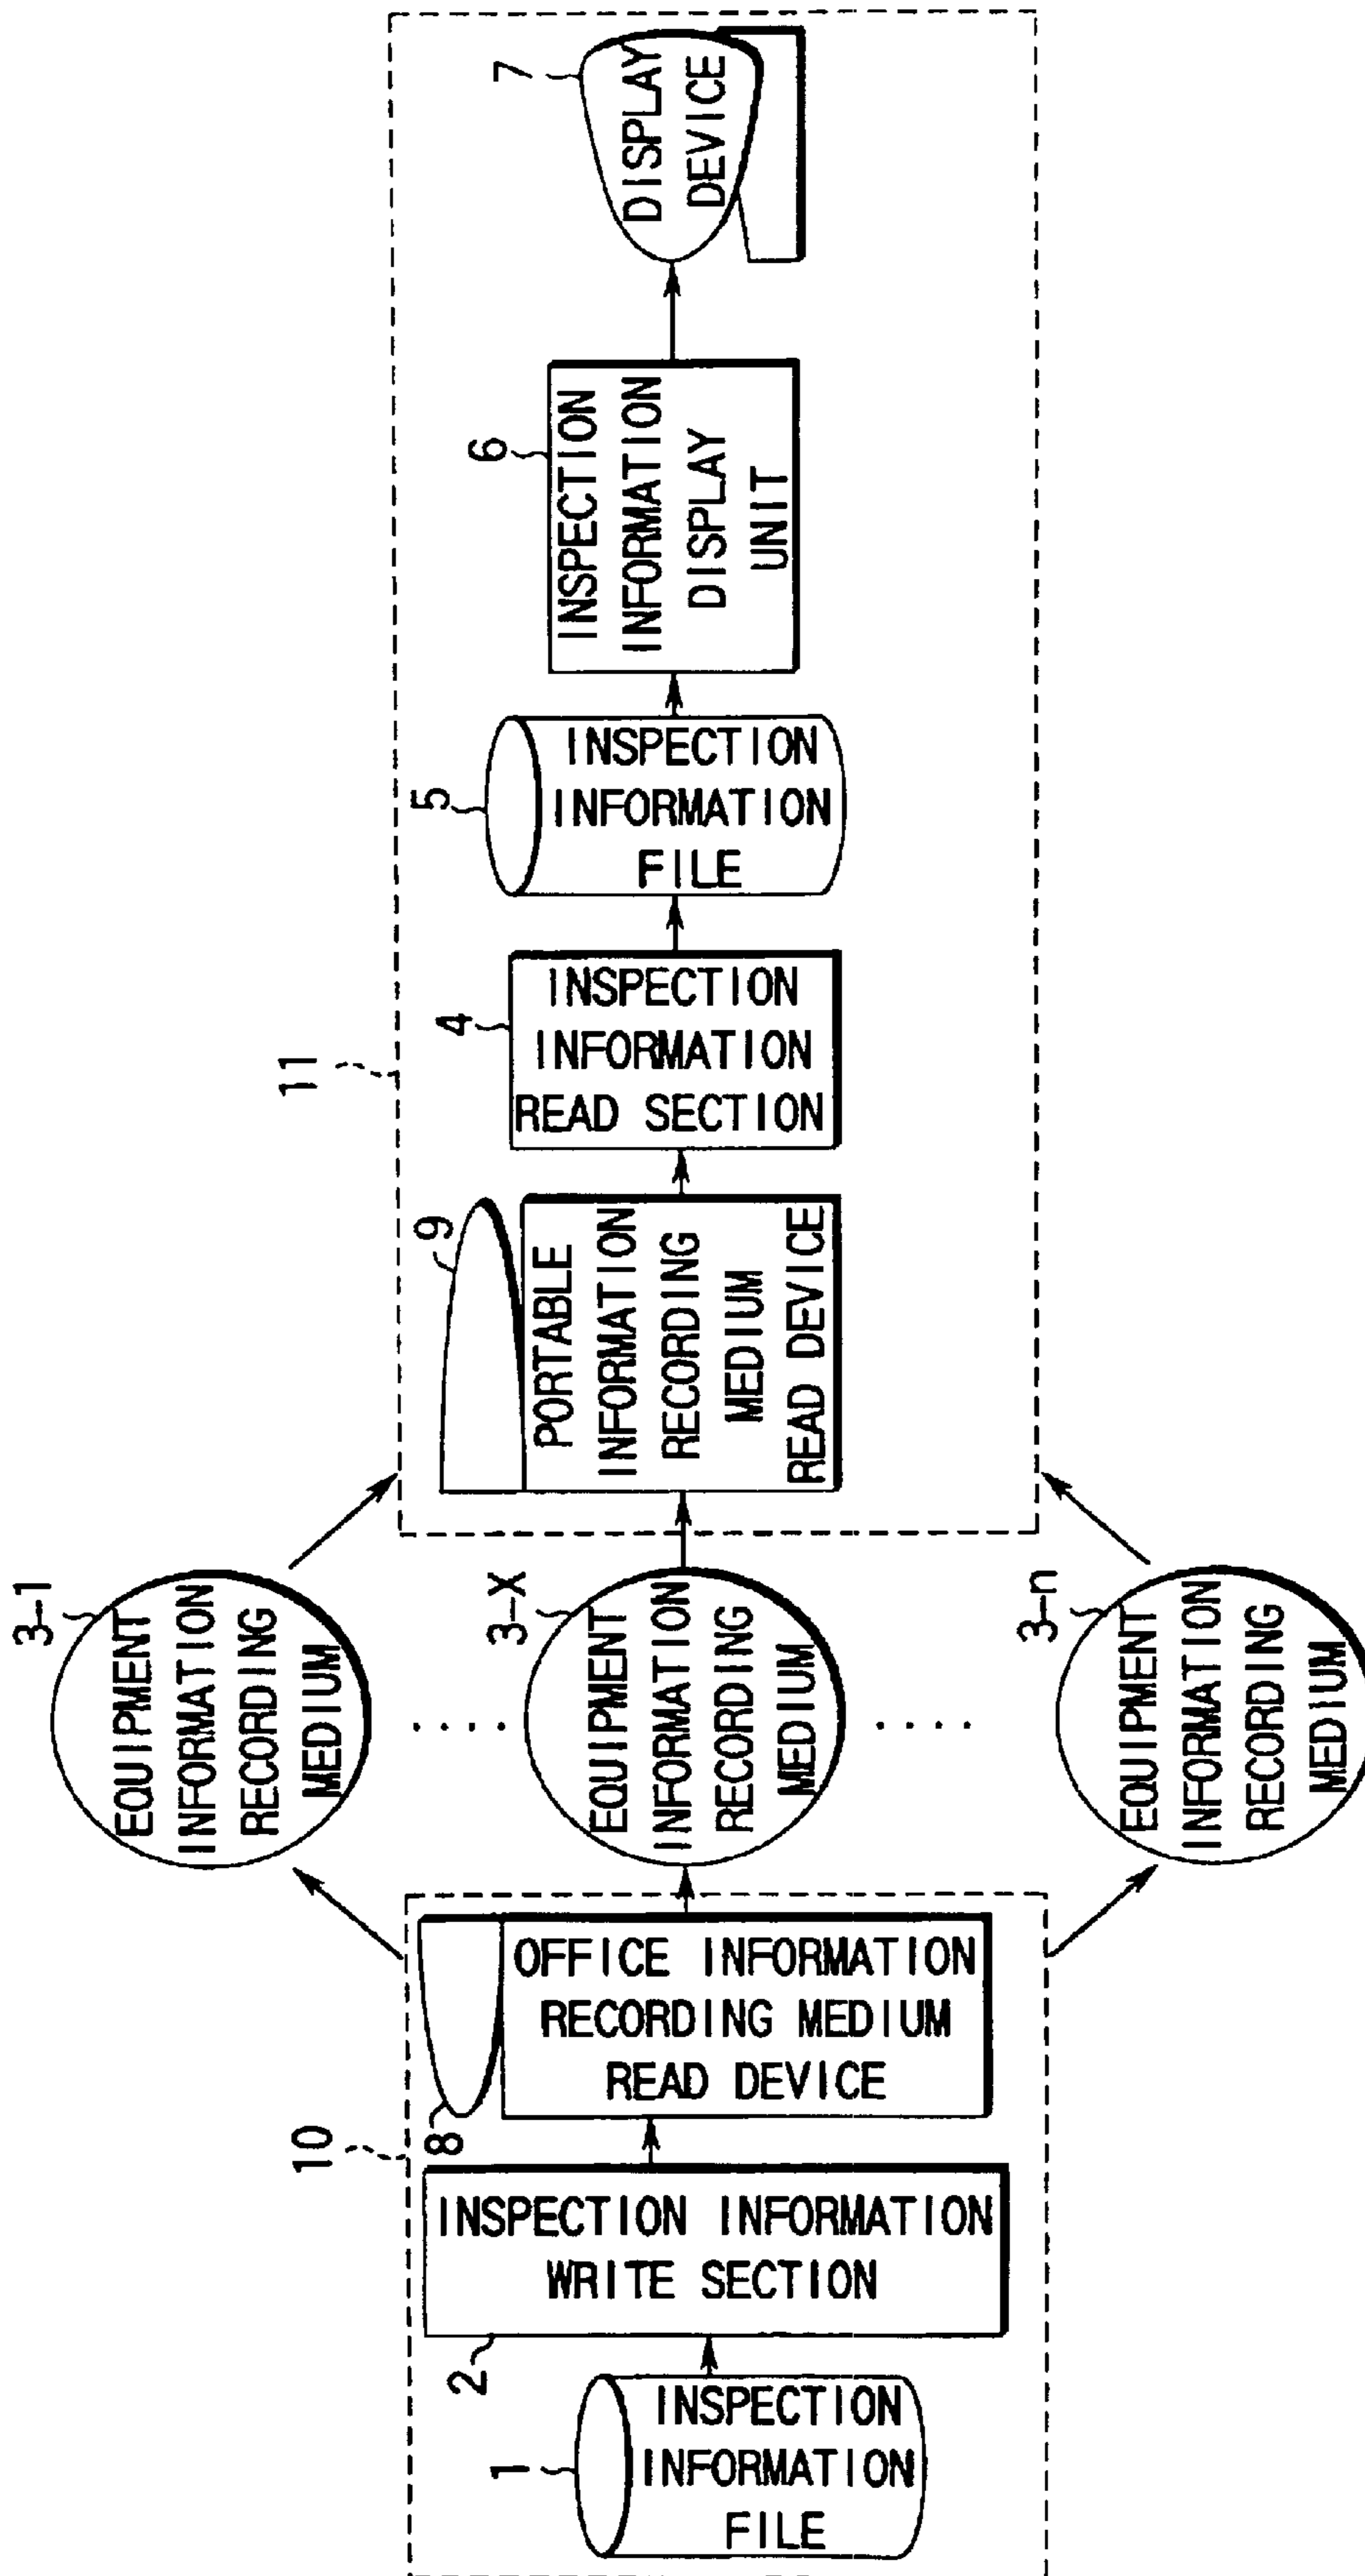 10
1
INSPECTION
INFORMATION
FILE
2
INSPECTION INFORMATION
WRITE SECTION
8
OFFICE INFORMATION
RECORDING MEDIUM
READ DEVICE
3-1
EQUIPMENT
INFORMATION
RECORDING
MEDIUM
.....
3-X
EQUIPMENT
INFORMATION
RECORDING
MEDIUM
.....
3-n
EQUIPMENT
INFORMATION
RECORDING
MEDIUM
11
9
PORTABLE
INFORMATION
RECORDING
MEDIUM
READ DEVICE
4
INSPECTION
INFORMATION
READ SECTION
5
INSPECTION
INFORMATION
FILE
6
INSPECTION
INFORMATION
DISPLAY
UNIT
7
DISPLAY
DEVICE